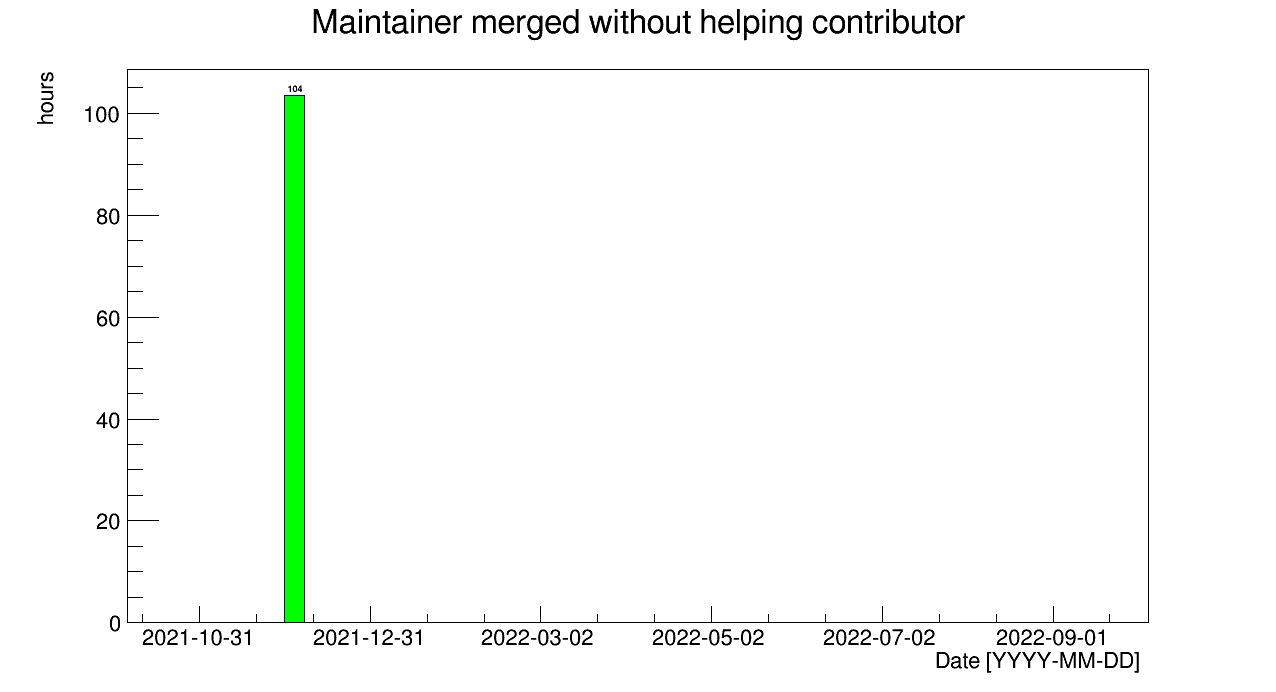 Maintainer merged without helping contributor
hours
104
100
80
60
40
20
0
2021-10-31 2021-12-31 2022-03-02 2022-05-02 2022-07-02 2022-09-01
Date [YYYY-MM-DD]